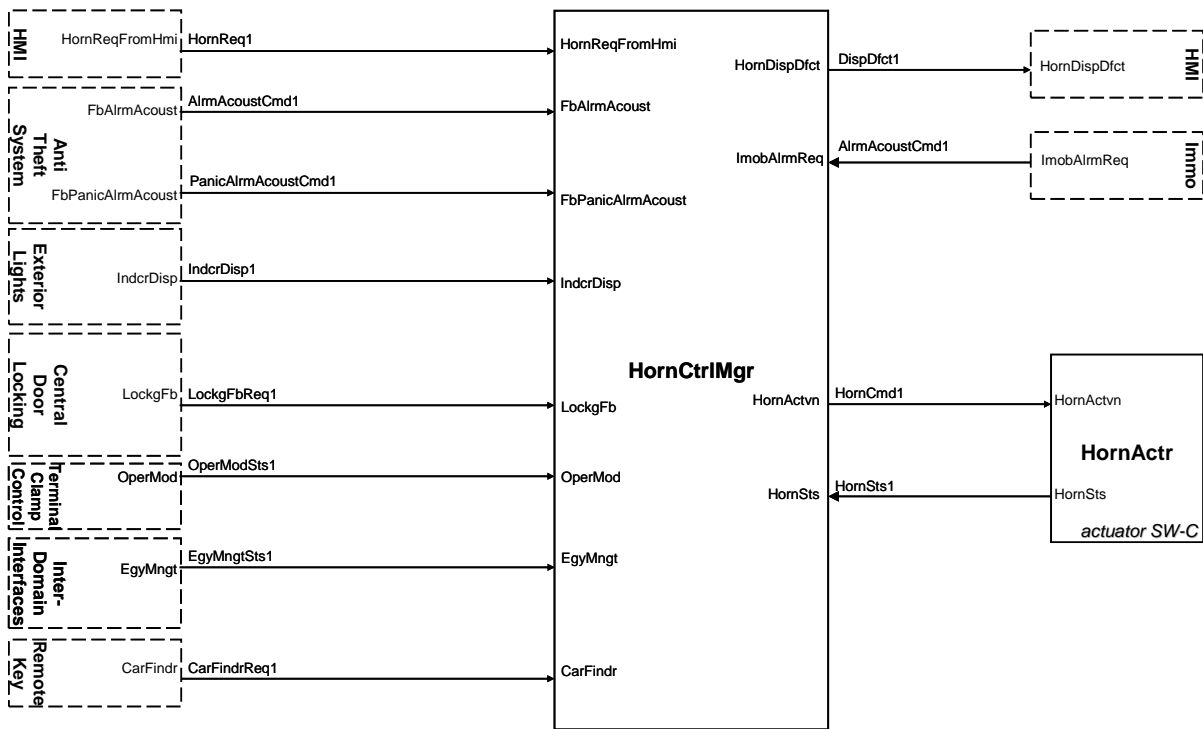 HMI
HornReqFromHmi
HornReq1
HornReqFromHmi
Anti
Theft
System
FbAlrmAcoust
AlrmAcoustCmd1
FbAlrmAcoust
FbPanicAlrmAcoust
PanicAlrmAcoustCmd1
FbPanicAlrmAcoust
Exterior
Lights
IndcrDisp
IndcrDisp1
IndcrDisp
Central
Door
Locking
LockgFb
LockgFbReq1
LockgFb
Terminal
Clamp
Control
OperMod
OperModSts1
OperMod
Inter-
Domain
Interfaces
EgyMngt
EgyMngtSts1
EgyMngt
Remote
Key
CarFindr
CarFindrReq1
CarFindr
HornCtrlMgr
HornDispDfct
DispDfct1
HornDispDfct
HMI
ImobAlrmReq
AlrmAcoustCmd1
ImobAlrmReq
Immo
HornActvn
HornCmd1
HornActvn
HornActr
HornSts
HornSts1
HornSts
actuator SW-C